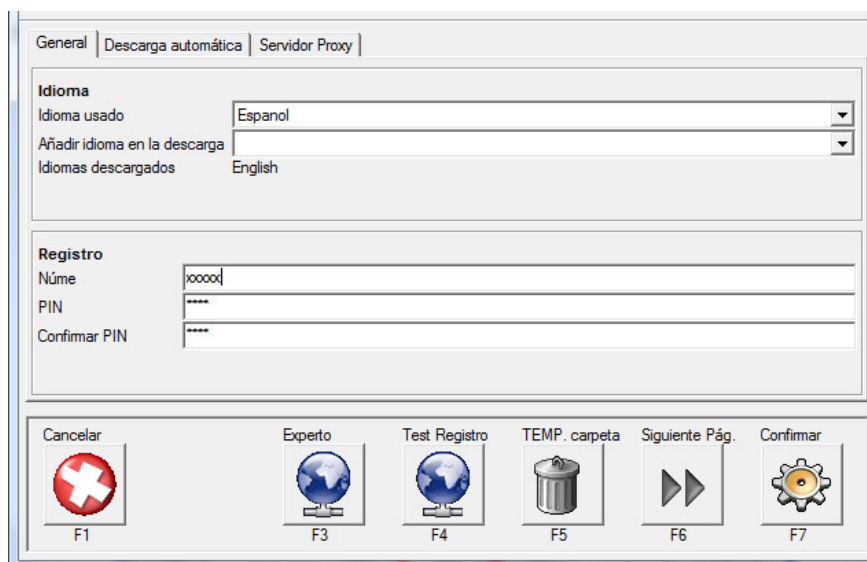 General Descarga automática Servidor Proxy
Idioma
Idioma usado Espanol
Añadir idioma en la descarga
Idiomas descargados English
Registro
Núme xxxxx
PIN ****
Confirmar PIN ****
Cancelar Experto Test Registro TEMP. carpeta Siguiente Pág. Confirmar
F1 F3 F4 F5 F6 F7